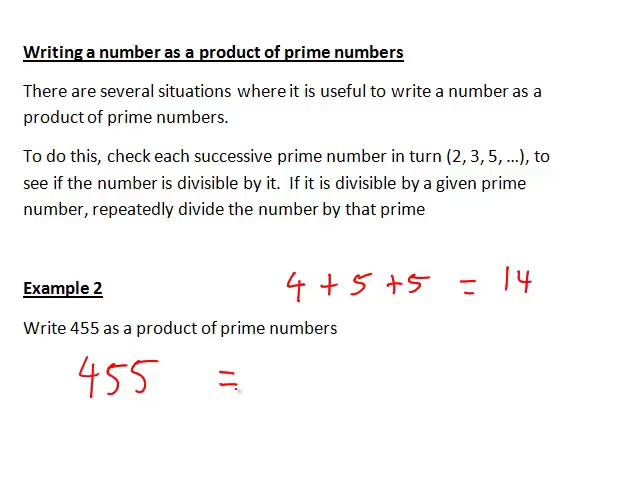 Writing a number as a product of prime numbers
There are several situations where it is useful to write a number as a
product of prime numbers.
To do this, check each successive prime number in turn (2, 3, 5, ...), to
see if the number is divisible by it.  If it is divisible by a given prime
number, repeatedly divide the number by that prime
4 + 5 + 5 = 14
Example 2
Write 455 as a product of prime numbers
455 =